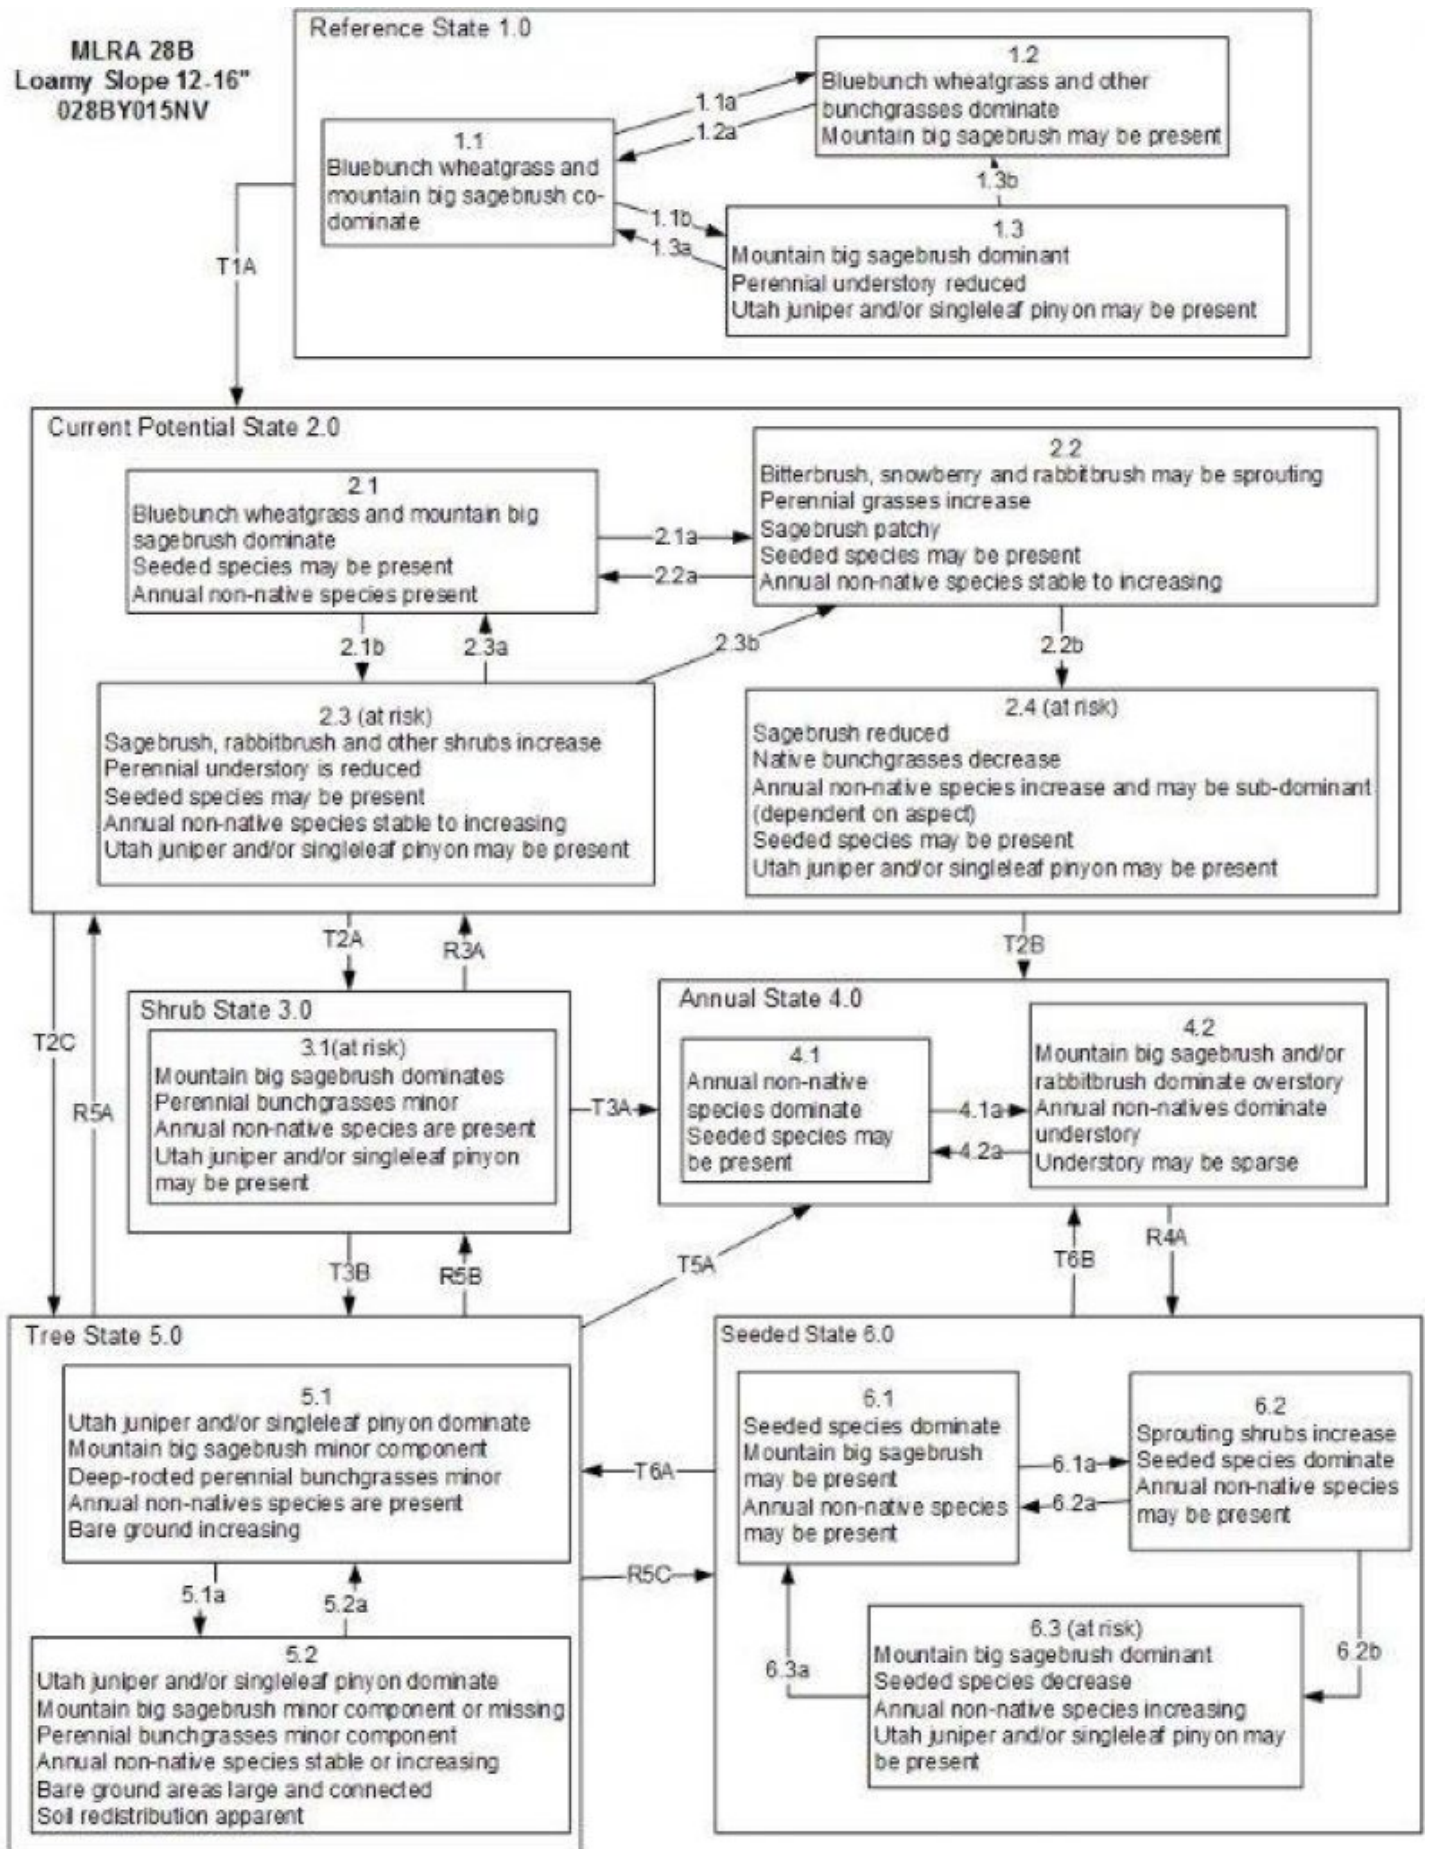 MLRA 28B
Loamy Slope 12-16"
028BY015NV
Reference State 1.0
1.1
Bluebunch wheatgrass and
mountain big sagebrush co-
dominate
1.1a
1.2a
1.2
Bluebunch wheatgrass and other
bunchgrasses dominate
Mountain big sagebrush may be present
1.3b
1.1b
1.3a
1.3
Mountain big sagebrush dominant
Perennial understory reduced
Utah juniper and/or singleleaf pinyon may be present
T1A
Current Potential State 2.0
2.1
Bluebunch wheatgrass and mountain big
sagebrush dominate
Seeded species may be present
Annual non-native species present
2.1a
2.2a
2.2
Bitterbrush, snowberry and rabbitbrush may be sprouting
Perennial grasses increase
Sagebrush patchy
Seeded species may be present
Annual non-native species stable to increasing
2.1b
2.3a
2.3b
2.2b
2.3 (at risk)
Sagebrush, rabbitbrush and other shrubs increase
Perennial understory is reduced
Seeded species may be present
Annual non-native species stable to increasing
Utah juniper and/or singleleaf pinyon may be present
2.4 (at risk)
Sagebrush reduced
Native bunchgrasses decrease
Annual non-native species increase and may be sub-dominant
(dependent on aspect)
Seeded species may be present
Utah juniper and/or singleleaf pinyon may be present
T2A
R3A
T2B
T2C
R5A
Shrub State 3.0
3.1(at risk)
Mountain big sagebrush dominates
Perennial bunchgrasses minor
Annual non-native species are present
Utah juniper and/or singleleaf pinyon
may be present
T3A
Annual State 4.0
4.1
Annual non-native
species dominate
Seeded species may
be present
4.1a
4.2a
4.2
Mountain big sagebrush and/or
rabbitbrush dominate overstory
Annual non-natives dominate
understory
Understory may be sparse
T3B
R5B
T5A
T6B
R4A
Tree State 5.0
5.1
Utah juniper and/or singleleaf pinyon dominate
Mountain big sagebrush minor component
Deep-rooted perennial bunchgrasses minor
Annual non-natives species are present
Bare ground increasing
5.1a
5.2a
5.2
Utah juniper and/or singleleaf pinyon dominate
Mountain big sagebrush minor component or missing
Perennial bunchgrasses minor component
Annual non-native species stable or increasing
Bare ground areas large and connected
Soil redistribution apparent
T6A
R5C
Seeded State 6.0
6.1
Seeded species dominate
Mountain big sagebrush
may be present
Annual non-native species
may be present
6.1a
6.2a
6.2
Sprouting shrubs increase
Seeded species dominate
Annual non-native species
may be present
6.3a
6.2b
6.3 (at risk)
Mountain big sagebrush dominant
Seeded species decrease
Annual non-native species increasing
Utah juniper and/or singleleaf pinyon may
be present